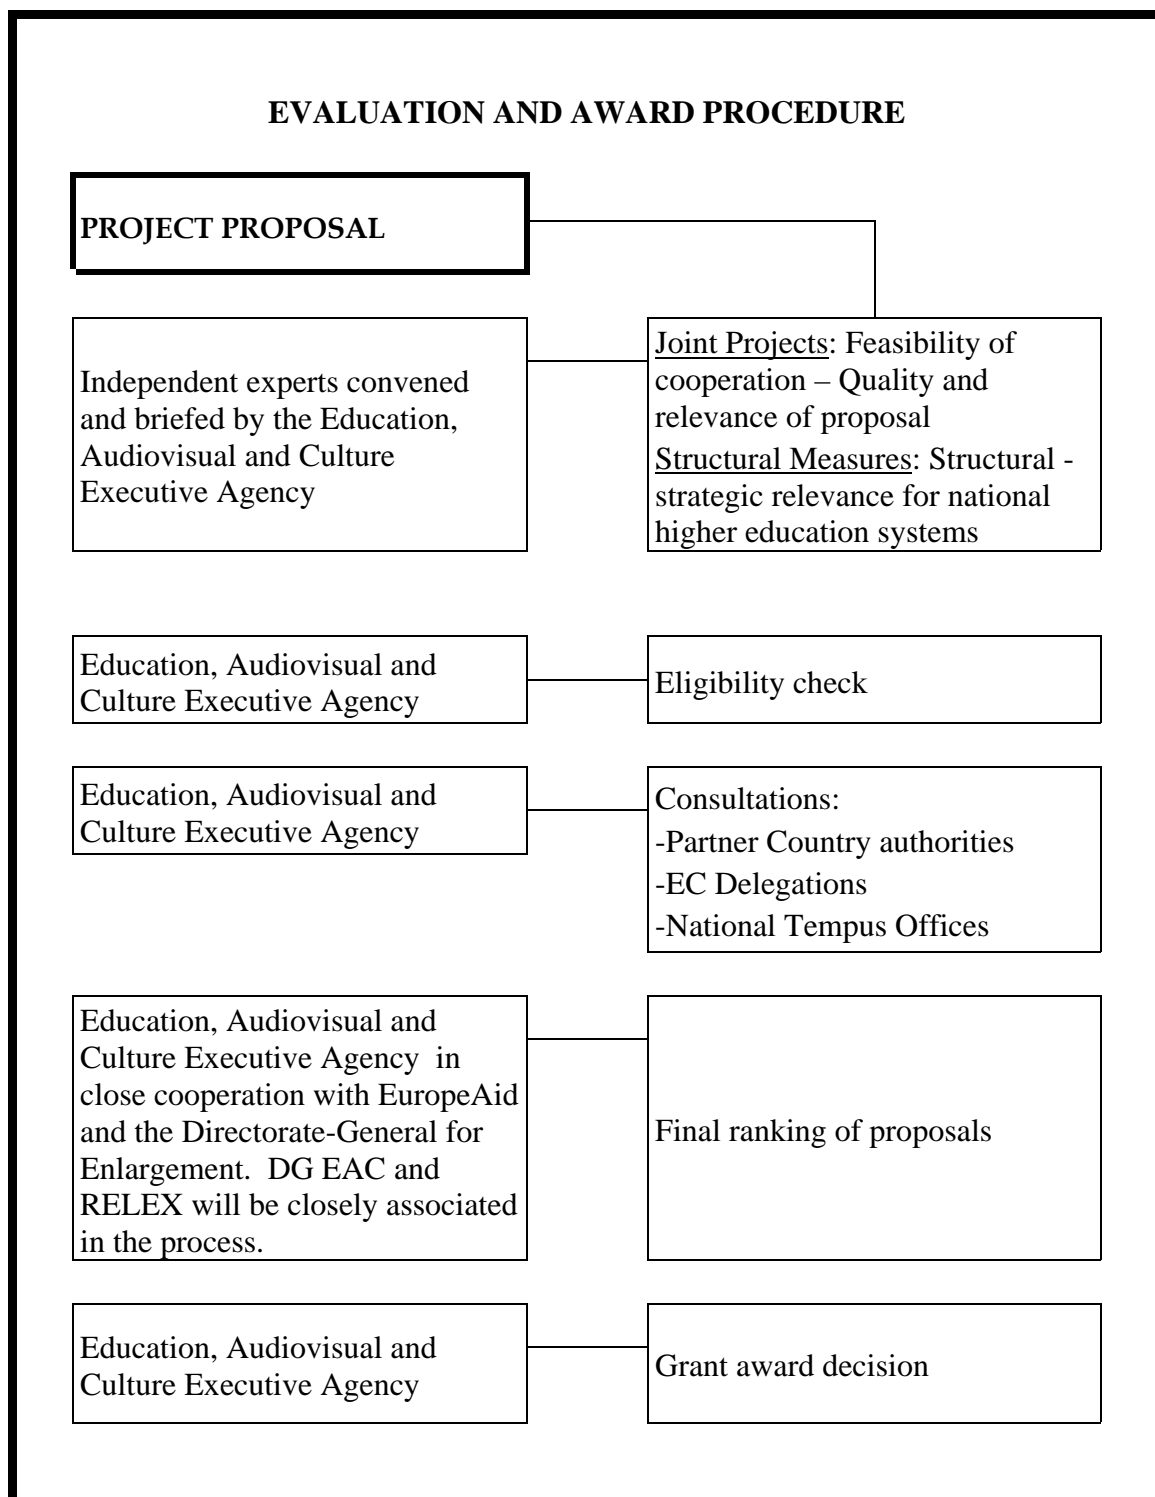 EVALUATION AND AWARD PROCEDURE
PROJECT PROPOSAL
Independent experts convened
and briefed by the Education,
Audiovisual and Culture
Executive Agency
Joint Projects: Feasibility of
cooperation – Quality and
relevance of proposal
Structural Measures: Structural -
strategic relevance for national
higher education systems
Education, Audiovisual and
Culture Executive Agency
Eligibility check
Education, Audiovisual and
Culture Executive Agency
Consultations:
-Partner Country authorities
-EC Delegations
-National Tempus Offices
Education, Audiovisual and
Culture Executive Agency  in
close cooperation with EuropeAid
and the Directorate-General for
Enlargement.  DG EAC and
RELEX will be closely associated
in the process.
Final ranking of proposals
Education, Audiovisual and
Culture Executive Agency
Grant award decision